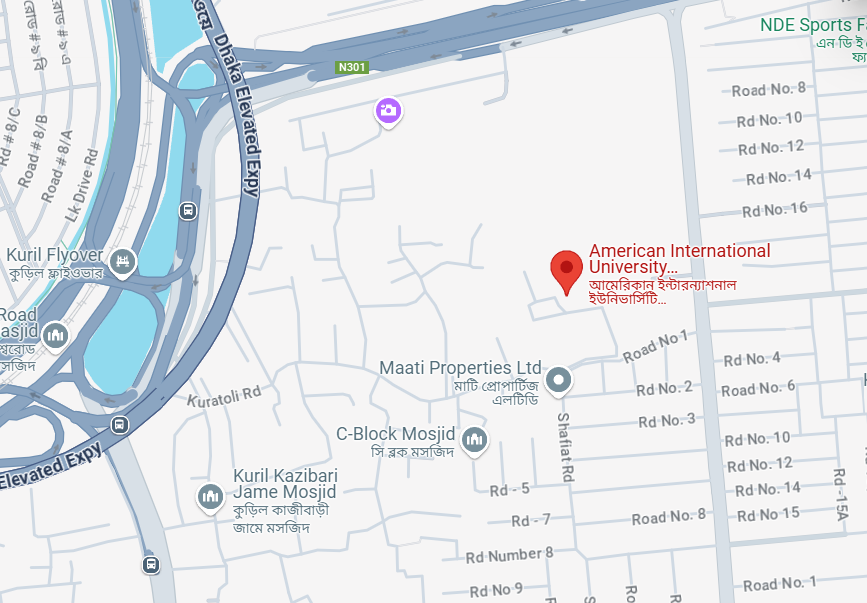 NDE Sports Fa
এন ডি ই
ফা
Dhaka Elevated Expy
N301
Rd # 8/C
Road # 8/B
Road # 8/A
Lk Drive Rd
Road No. 8
Rd No. 10
Rd No. 12
Rd No. 14
Rd No. 16
Kuril Flyover
কুড়িল ফ্লাইওভার
American International
University...
আমেরিকান ইন্টারন্যাশনাল
ইউনিভার্সিটি...
Road
asjid
মসজিদ
Road No 1
Rd No. 4
Maati Properties Ltd
মাটি প্রোপার্টিজ
এলটিডি
Rd No. 2
Road No. 6
Kuratoli Rd
Rd No. 3
C-Block Mosjid
সি ব্লক মসজিদ
Shafiat Rd
Rd No. 10
Elevated Expy
Rd No. 12
Kuril Kazibari
Jame Mosjid
কুড়িল কাজীবাড়ী
জামে মসজিদ
Rd - 5
Rd No. 14
Rd - 15A
Rd - 7
Road No. 8
Rd No 15
Rd Number 8
Rd No 9
Road No. 1